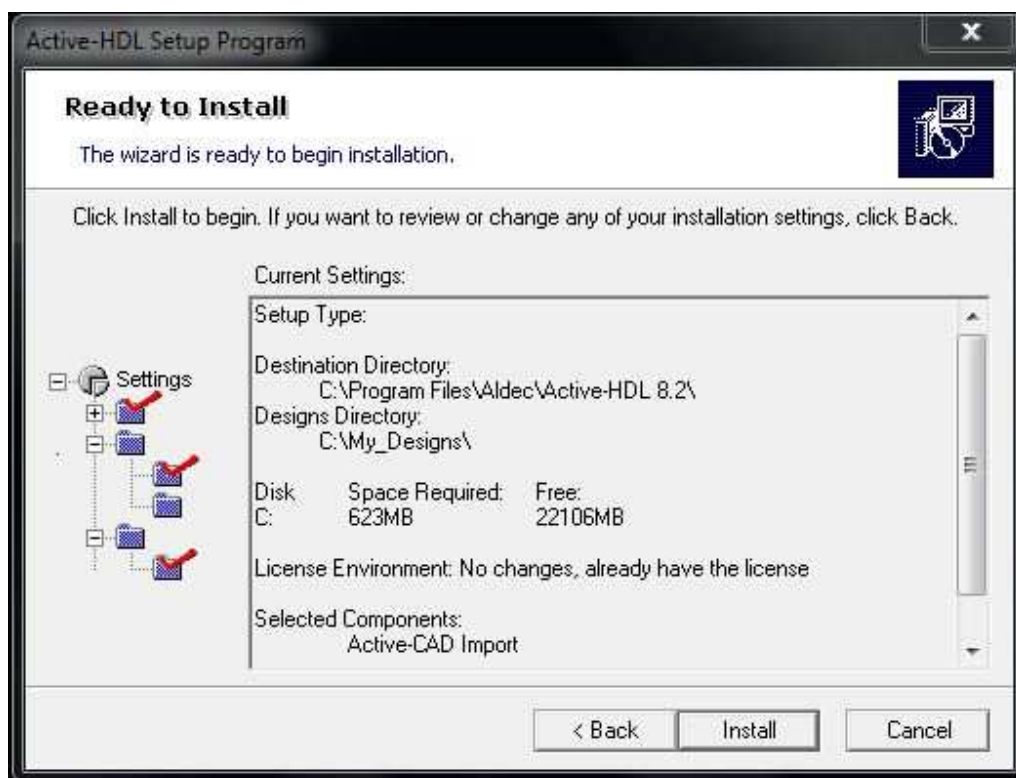 Active-HDL Setup Program
Ready to Install
The wizard is ready to begin installation.
Click Install to begin. If you want to review or change any of your installation settings, click Back.
Current Settings:
Settings
Setup Type:
Destination Directory:
C:\Program Files\Aldec\Active-HDL 8.2\
Designs Directory:
C:\My_Designs\
Disk Space Required: Free:
C: 623MB 22106MB
License Environment: No changes, already have the license
Selected Components:
Active-CAD Import
< Back Install Cancel